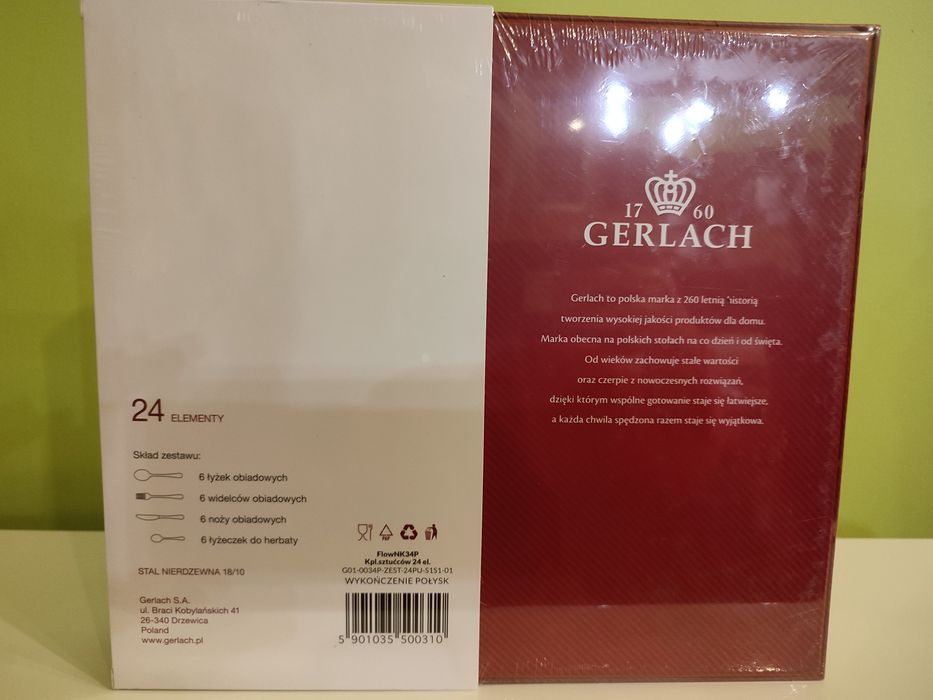 24 ELEMENTY
Skład zestawu:
6 łyżek obiadowych
6 widelców obiadowych
6 noży obiadowych
6 łyżeczek do herbaty
STAL NIERDZEWNA 18/10
Gerlach S.A.
ul. Braci Kobylańskich 41
26-340 Drzewica
Poland
www.gerlach.pl
PAP
FlowNK34P
Kpl.sztućców 24 el.
G01-0034P-ZEST-24PU-S151-01
WYKOŃCZENIE POŁYSK
5 901035 500310
17 60
GERLACH
Gerlach to polska marka z 260 letnią historią
tworzenia wysokiej jakości produktów dla domu.
Marka obecna na polskich stołach na co dzień i od święta.
Od wieków zachowuje stałe wartości
oraz czerpie z nowoczesnych rozwiązań,
dzięki którym wspólne gotowanie staje się łatwiejsze,
a każda chwila spędzona razem staje się wyjątkowa.